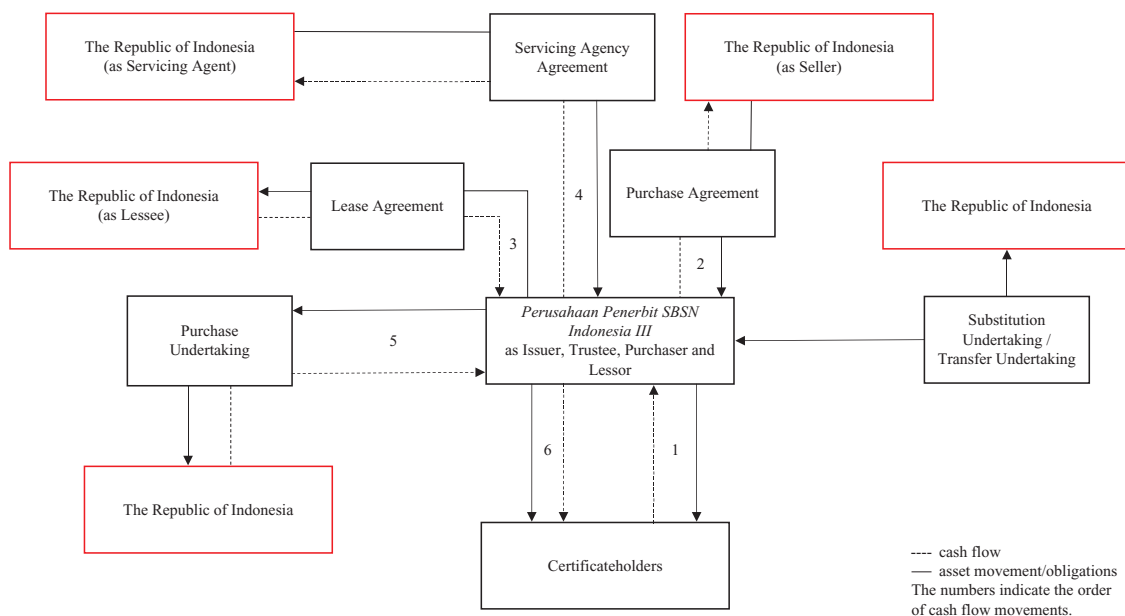 The Republic of Indonesia
(as Servicing Agent)
Servicing Agency
Agreement
The Republic of Indonesia
(as Seller)
The Republic of Indonesia
(as Lessee)
Lease Agreement
4
Purchase Agreement
The Republic of Indonesia
3
2
Purchase
Undertaking
5
Perusahaan Penerbit SBSN
Indonesia III
as Issuer, Trustee, Purchaser and
Lessor
Substitution
Undertaking /
Transfer Undertaking
6
1
The Republic of Indonesia
Certificateholders
---- cash flow
— asset movement/obligations
The numbers indicate the order
of cash flow movements.